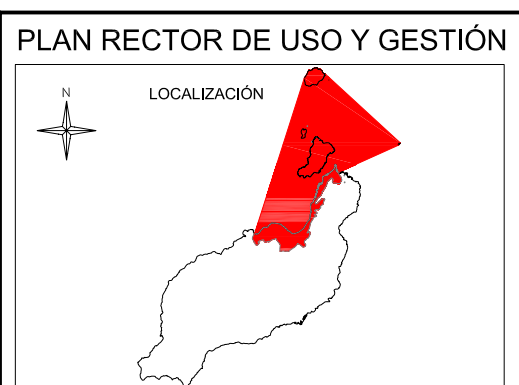 PLAN RECTOR DE USO Y GESTIÓN
N
LOCALIZACIÓN